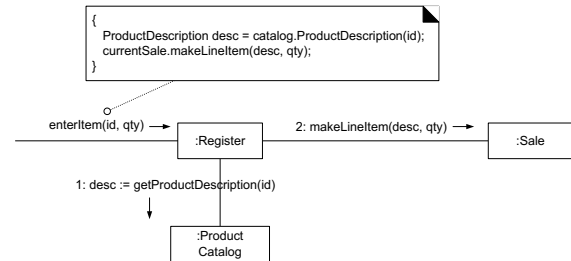 {
ProductDescription desc = catalog.ProductDescription(id);
currentSale.makeLineItem(desc, qty);
}
enterItem(id, qty)
2: makeLineItem(desc, qty)
:Register
:Sale
1: desc := getProductDescription(id)
:Product
Catalog